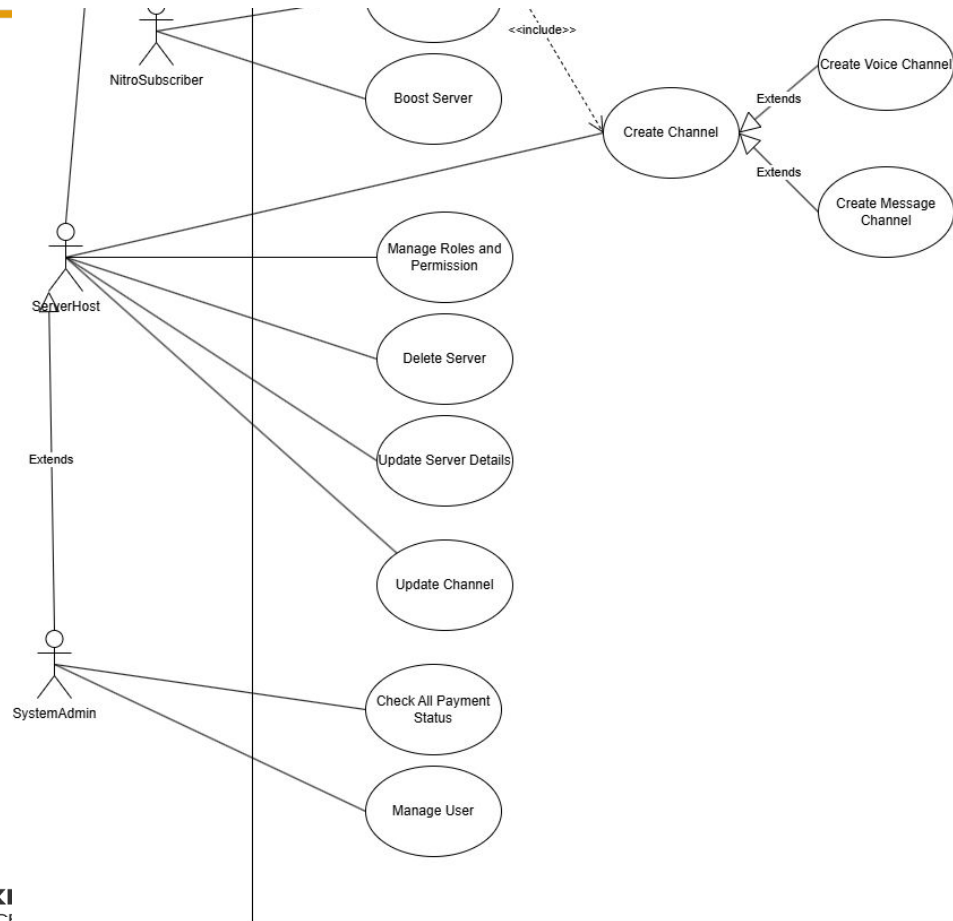 <<include>>
NitroSubscriber
Boost Server
Create Voice Channel
Extends
Create Channel
Extends
Create Message
Channel
Manage Roles and
Permission
ServerHost
Delete Server
Extends
Update Server Details
Update Channel
SystemAdmin
Check All Payment
Status
Manage User